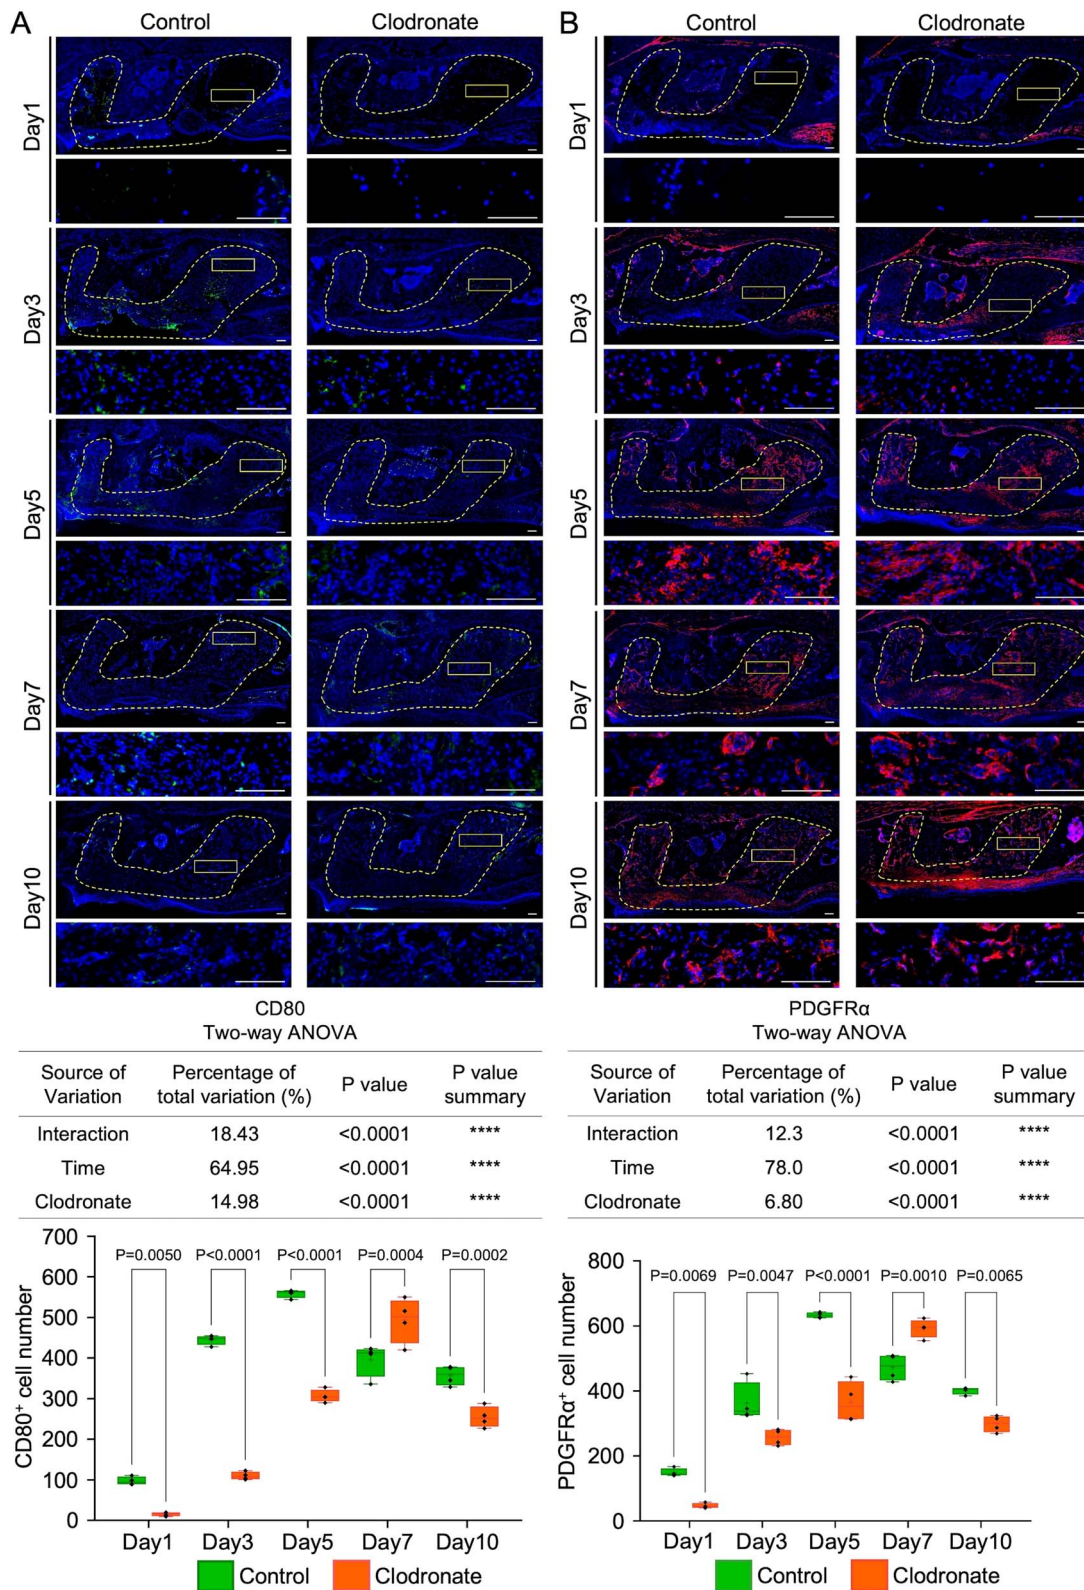 A
Control
Clodronate
Day1
Day3
Day5
Day7
Day10
CD80
Two-way ANOVA
Source of Variation	Percentage of total variation (%)	P value	P value summary
Interaction	18.43	<0.0001	****
Time	64.95	<0.0001	****
Clodronate	14.98	<0.0001	****
CD80⁺ cell number
700
600
500
400
300
200
100
0
P=0.0050
P<0.0001
P<0.0001
P=0.0004
P=0.0002
Day1
Day3
Day5
Day7
Day10
Control
Clodronate
B
Control
Clodronate
Day1
Day3
Day5
Day7
Day10
PDGFRα
Two-way ANOVA
Source of Variation	Percentage of total variation (%)	P value	P value summary
Interaction	12.3	<0.0001	****
Time	78.0	<0.0001	****
Clodronate	6.80	<0.0001	****
PDGFRα⁺ cell number
800
600
400
200
0
P=0.0069
P=0.0047
P<0.0001
P=0.0010
P=0.0065
Day1
Day3
Day5
Day7
Day10
Control
Clodronate